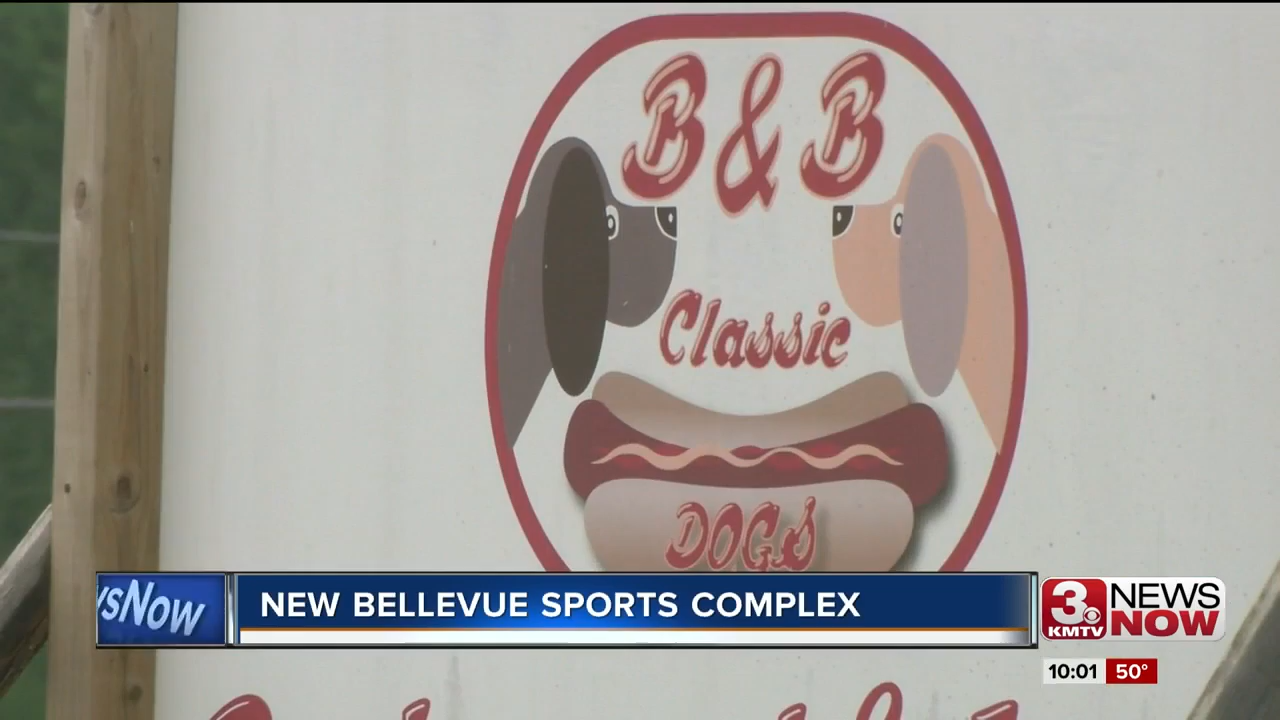 B & B
Classic
DOGS
sNow NEW BELLEVUE SPORTS COMPLEX
3 KMTV NEWS NOW
10:01 50°